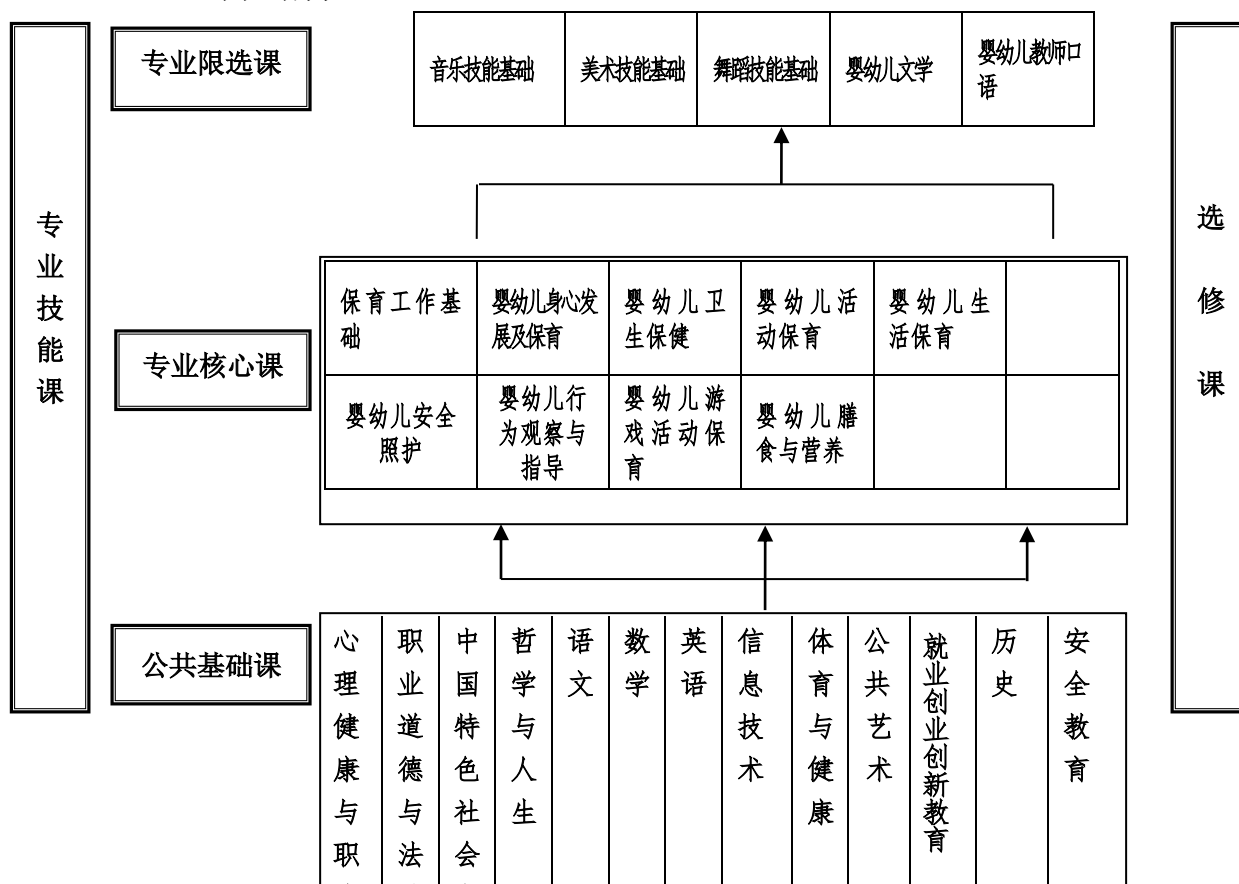 专业技能课
专业限选课
音乐技能基础
美术技能基础
舞蹈技能基础
婴幼儿文学
婴幼儿教师口
语
选修课
专业核心课
保育工作基
础
婴幼儿身心发
展及保育
婴幼儿卫
生保健
婴幼儿活
动保育
婴幼儿生
活保育
婴幼儿安全
照护
婴幼儿行
为观察与
指导
婴幼儿游
戏活动保
育
婴幼儿膳
食与营养
公共基础课
心理健康与职
职业道德与法
中国特色社会
哲学与人生
语文
数学
英语
信息技术
体育与健康
公共艺术
就业创业创新教育
历史
安全教育